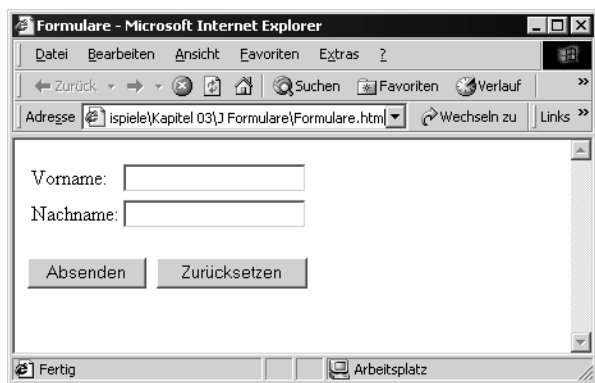 Formulare - Microsoft Internet Explorer
Datei Bearbeiten Ansicht Favoriten Extras ?
Zurück Suchen Favoriten Verlauf »
Adresse ispiele\Kapitel 03\J Formulare\Formulare.htm Wechseln zu Links »
Vorname:
Nachname:
Absenden Zurücksetzen
Fertig Arbeitsplatz